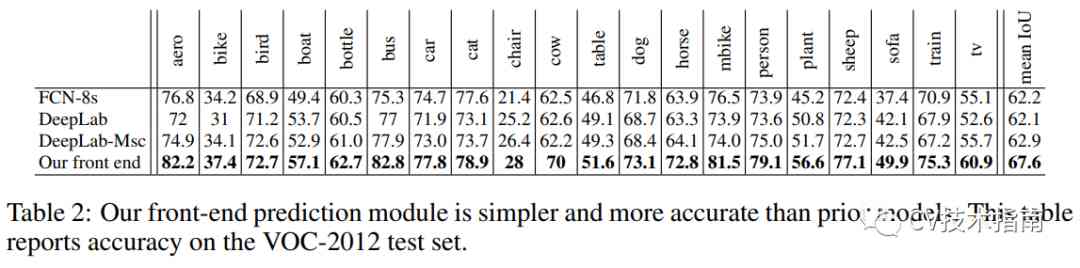 aero bike bird boat bottle bus car cat chair cow table dog horse mbike person plant sheep sofa train tv mean IoU
FCN-8s 76.8 34.2 68.9 49.4 60.3 75.3 74.7 77.6 21.4 62.5 46.8 71.8 63.9 76.5 73.9 45.2 72.4 37.4 70.9 55.1 62.2
DeepLab 72 31 71.2 53.7 60.5 77 71.9 73.1 25.2 62.6 49.1 68.7 63.3 73.9 73.6 50.8 72.3 42.1 67.9 52.6 62.1
DeepLab-Msc 74.9 34.1 72.6 52.9 61.0 77.9 73.0 73.7 26.4 62.2 49.3 68.4 64.1 74.0 75.0 51.7 72.7 42.5 67.2 55.7 62.9
Our front end 82.2 37.4 72.7 57.1 62.7 82.8 77.8 78.9 28 70 51.6 73.1 72.8 81.5 79.1 56.6 77.1 49.9 75.3 60.9 67.6
Table 2: Our front-end prediction module is simpler and more accurate than prior models. This table
reports accuracy on the VOC-2012 test set.
CV技术指南